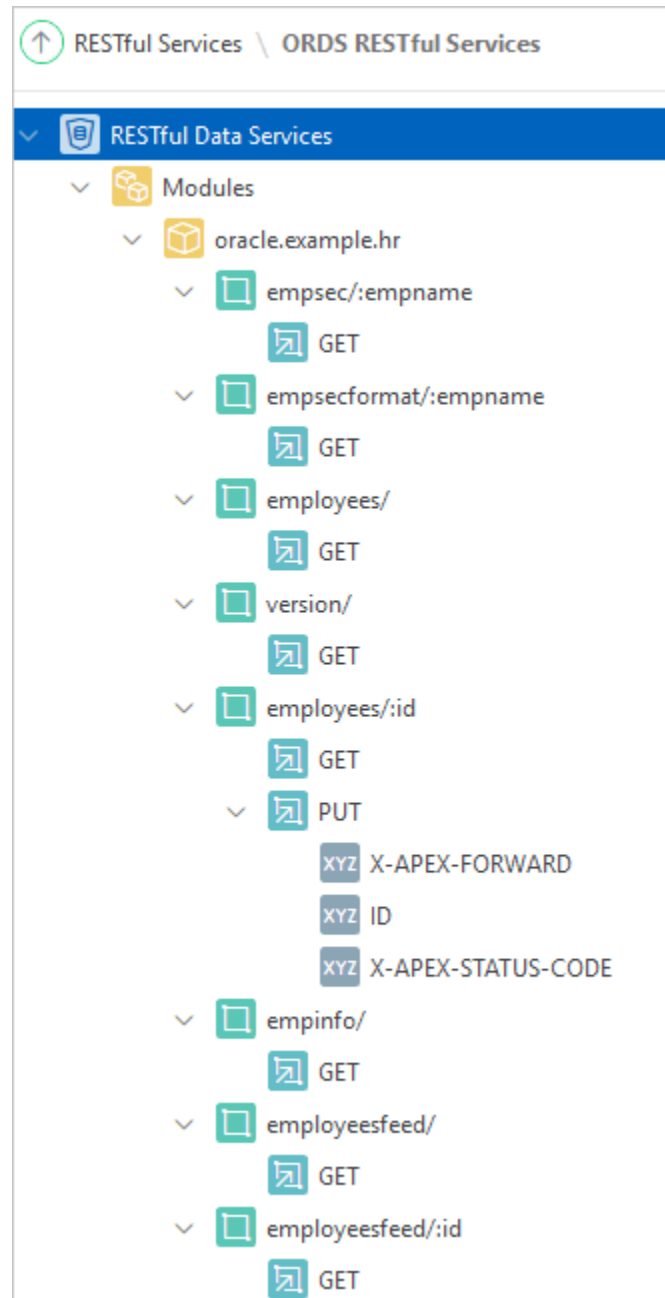 RESTful Services \ ORDS RESTful Services
RESTful Data Services
Modules
oracle.example.hr
empsec/:empname
GET
empsecformat/:empname
GET
employees/
GET
version/
GET
employees/:id
GET
PUT
XYZ X-APEX-FORWARD
XYZ ID
XYZ X-APEX-STATUS-CODE
empinfo/
GET
employeesfeed/
GET
employeesfeed/:id
GET